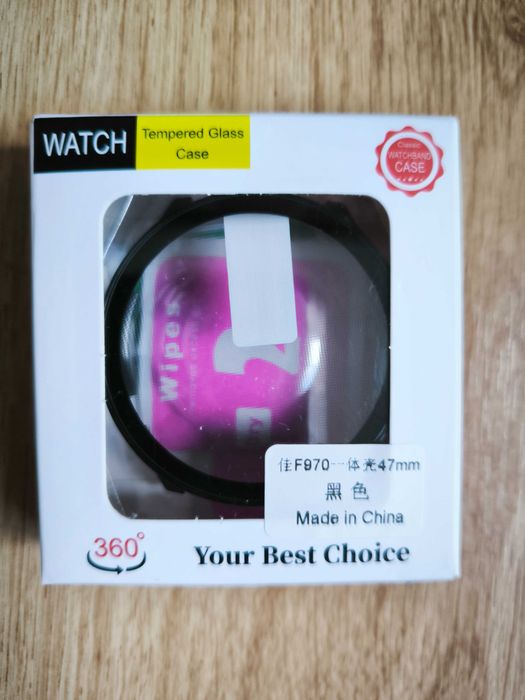 WATCH
Tempered Glass
Case
Classic
WATCHBAND
CASE
Wipes
2
佳F970一体壳47mm
黑色
Made in China
360°
Your Best Choice